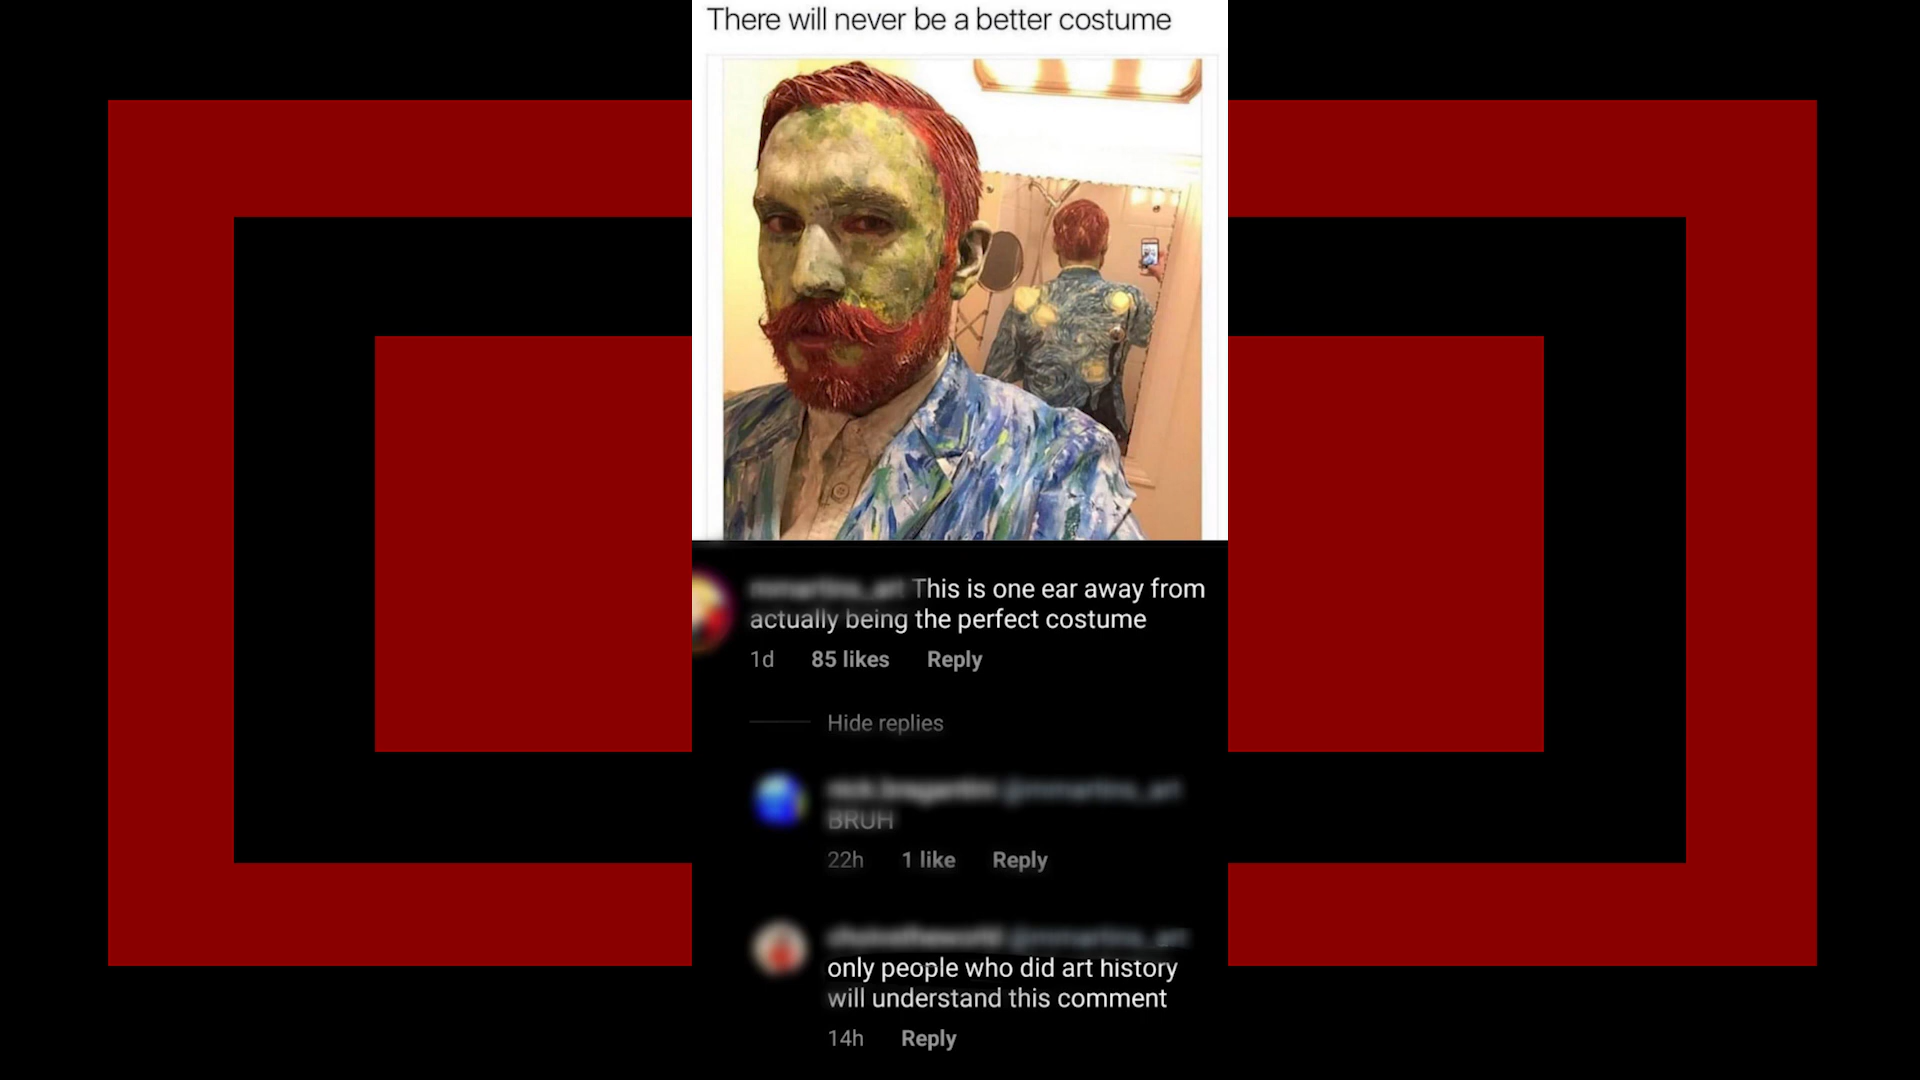 There will never be a better costume
This is one ear away from
actually being the perfect costume
1d 85 likes Reply
Hide replies
BRUH
22h 1 like Reply
only people who did art history
will understand this comment
14h Reply